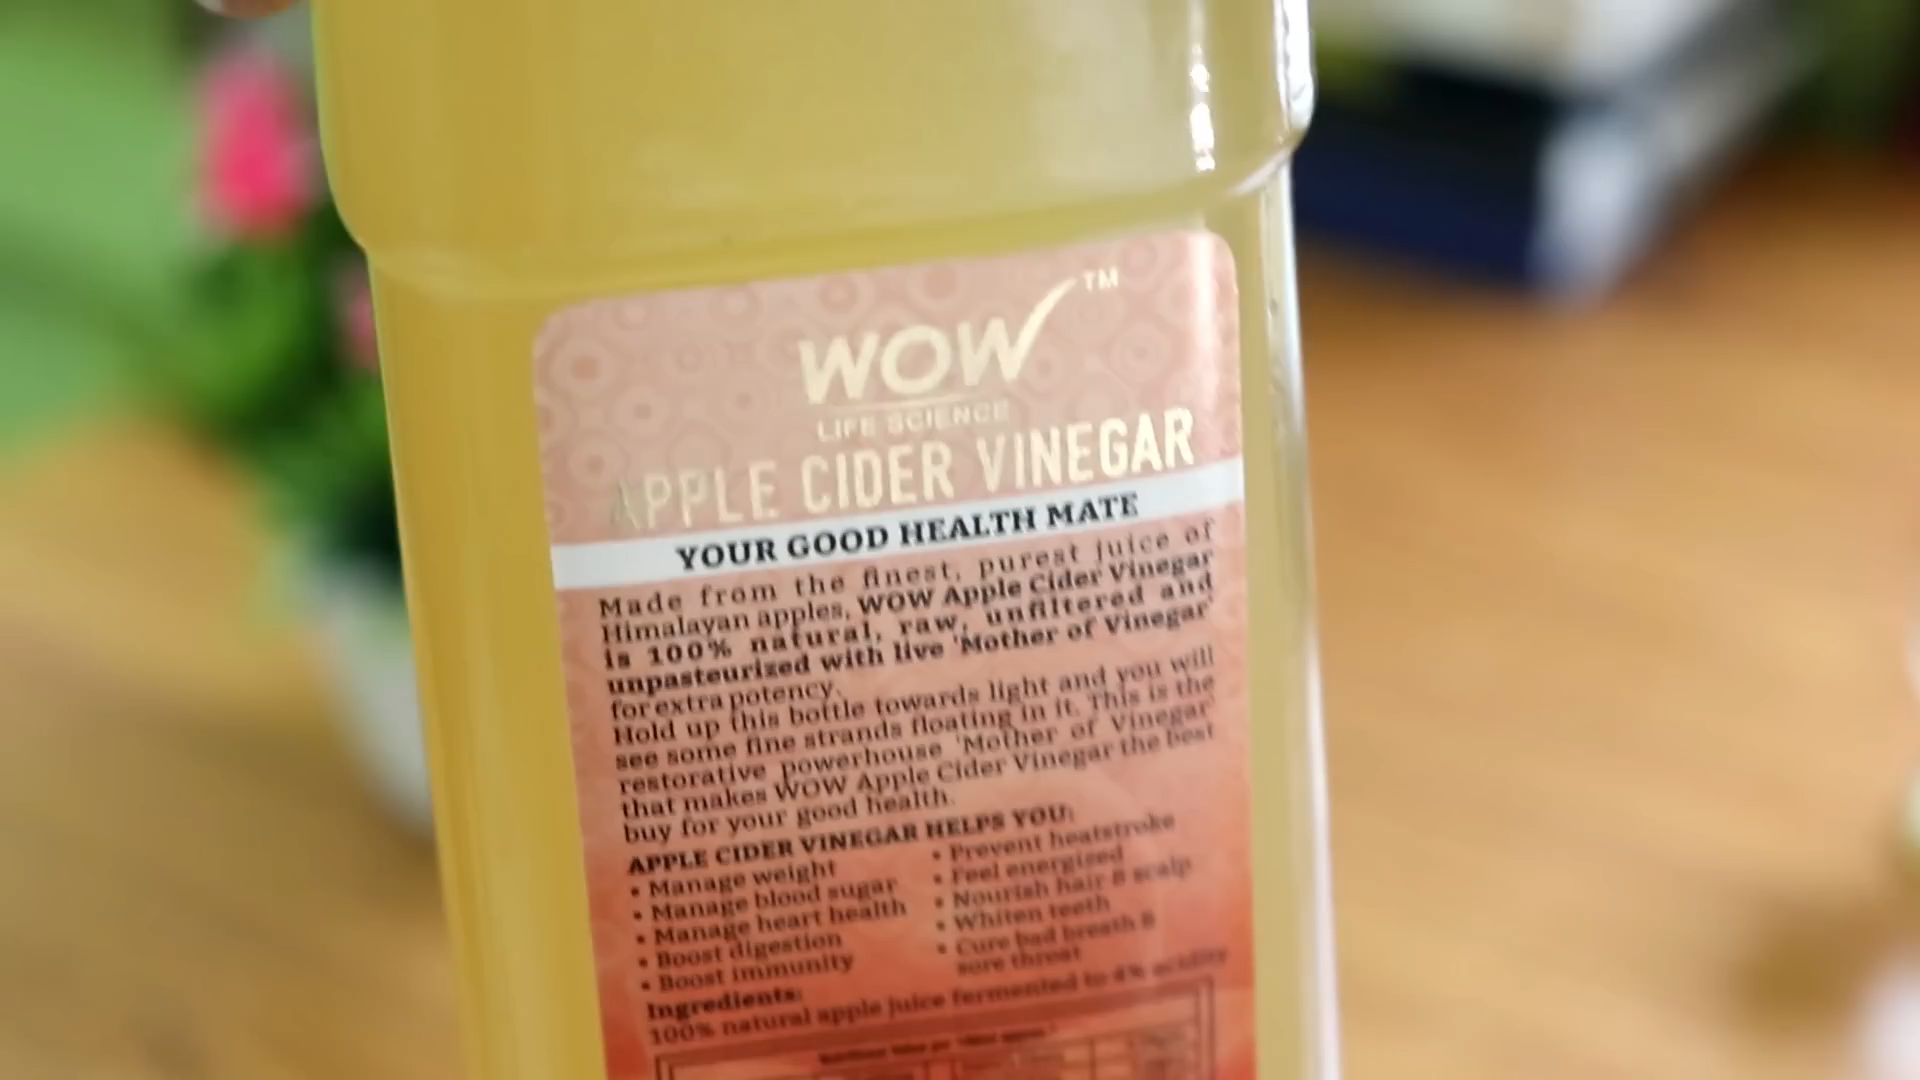 WOW™
LIFE SCIENCE
APPLE CIDER VINEGAR
YOUR GOOD HEALTH MATE
Made from the finest, purest juice of
Himalayan apples, WOW Apple Cider Vinegar
is 100% natural, raw, unfiltered and
unpasteurized with live 'Mother of Vinegar'
for extra potency.
Hold up this bottle towards light and you will
see some fine strands floating in it. This is the
restorative powerhouse 'Mother of Vinegar'
that makes WOW Apple Cider Vinegar the best
buy for your good health.
APPLE CIDER VINEGAR HELPS YOU:
• Manage weight
• Manage blood sugar
• Manage heart health
• Boost digestion
• Boost immunity
• Prevent heatstroke
• Feel energized
• Nourish hair & scalp
• Whiten teeth
• Cure bad breath &
sore throat
Ingredients:
100% natural apple juice fermented to 4% acidity